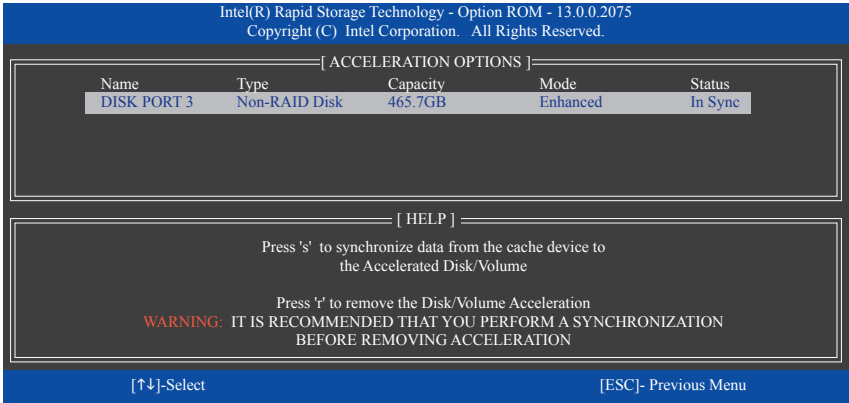 Intel(R) Rapid Storage Technology - Option ROM - 13.0.0.2075
Copyright (C) Intel Corporation. All Rights Reserved.
[ ACCELERATION OPTIONS ]
Name Type Capacity Mode Status
DISK PORT 3 Non-RAID Disk 465.7GB Enhanced In Sync
[ HELP ]
Press 's' to synchronize data from the cache device to
the Accelerated Disk/Volume
Press 'r' to remove the Disk/Volume Acceleration
WARNING: IT IS RECOMMENDED THAT YOU PERFORM A SYNCHRONIZATION
BEFORE REMOVING ACCELERATION
[↑↓]-Select [ESC]- Previous Menu